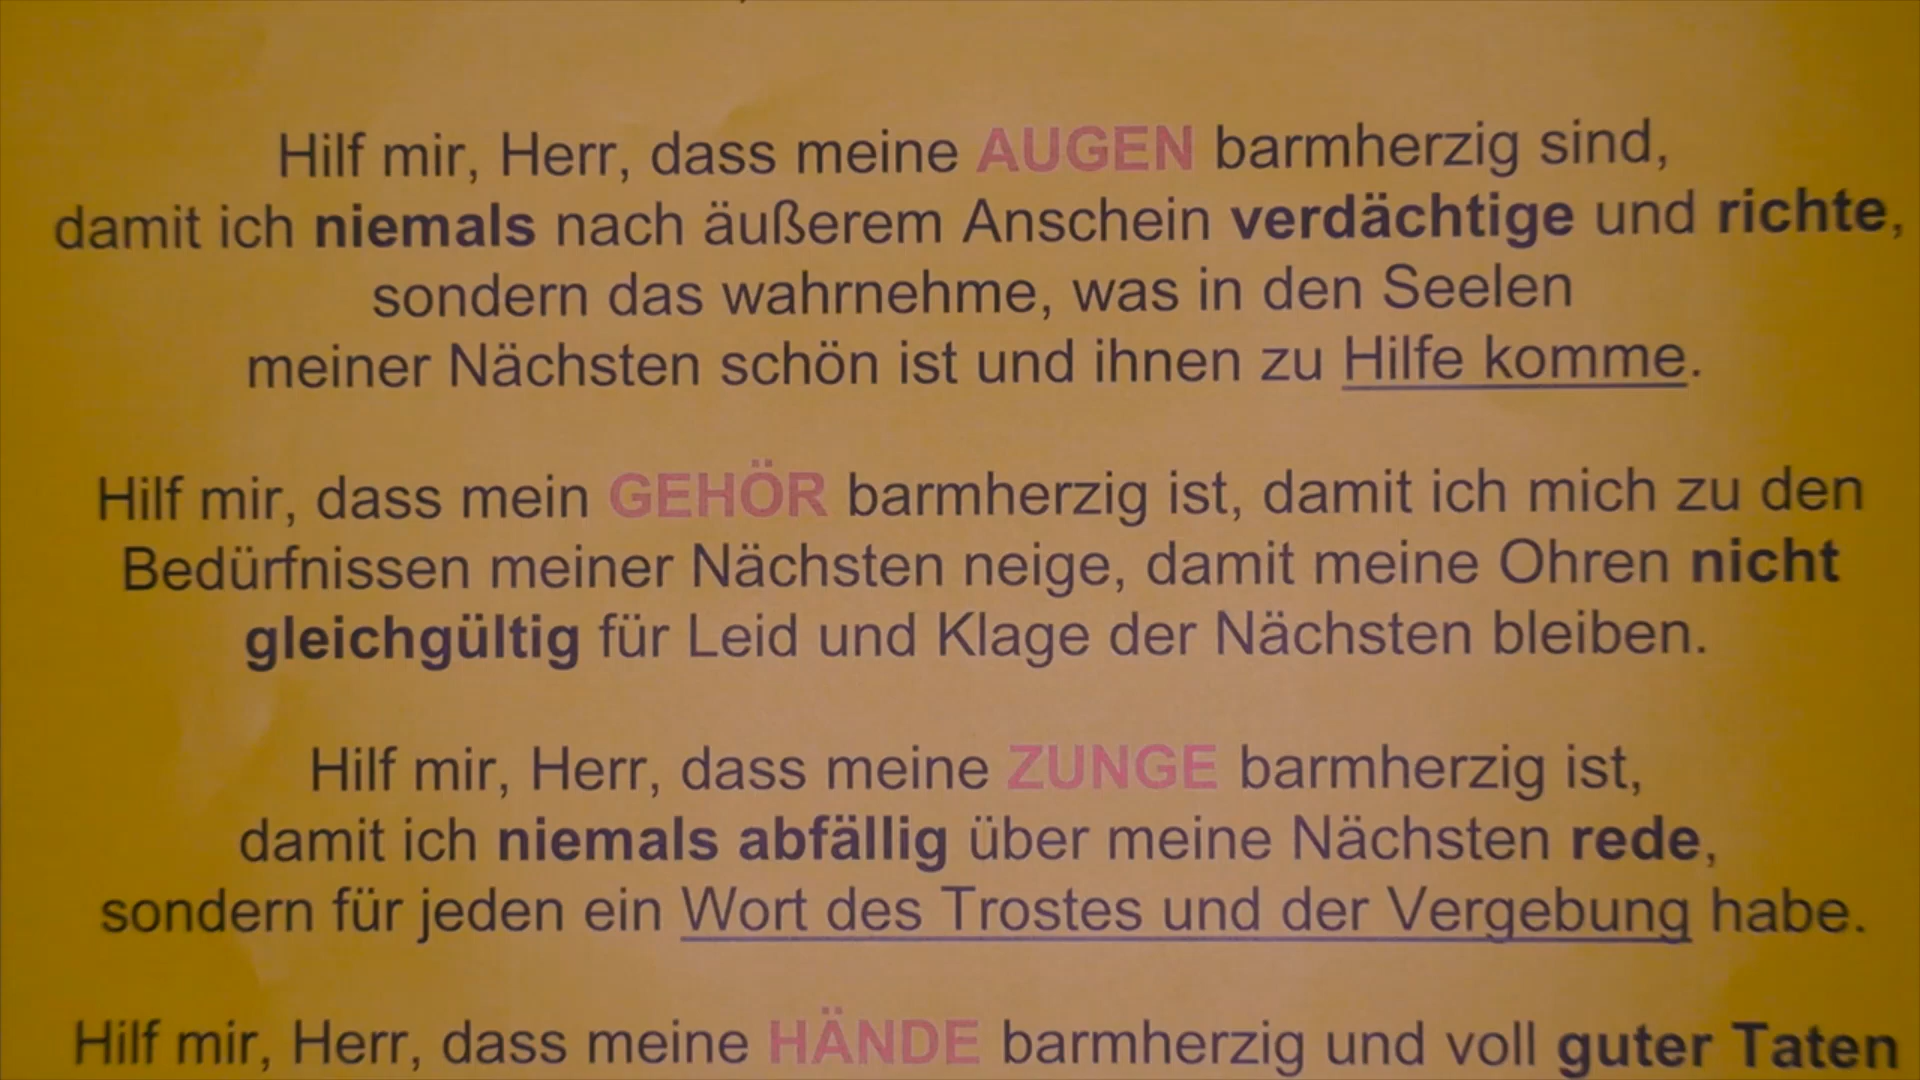 Hilf mir, Herr, dass meine AUGEN barmherzig sind,
damit ich niemals nach äußerem Anschein verdächtige und richte,
sondern das wahrnehme, was in den Seelen
meiner Nächsten schön ist und ihnen zu Hilfe komme.
Hilf mir, dass mein GEHÖR barmherzig ist, damit ich mich zu den
Bedürfnissen meiner Nächsten neige, damit meine Ohren nicht
gleichgültig für Leid und Klage der Nächsten bleiben.
Hilf mir, Herr, dass meine ZUNGE barmherzig ist,
damit ich niemals abfällig über meine Nächsten rede,
sondern für jeden ein Wort des Trostes und der Vergebung habe.
Hilf mir, Herr, dass meine HÄNDE barmherzig und voll guter Taten